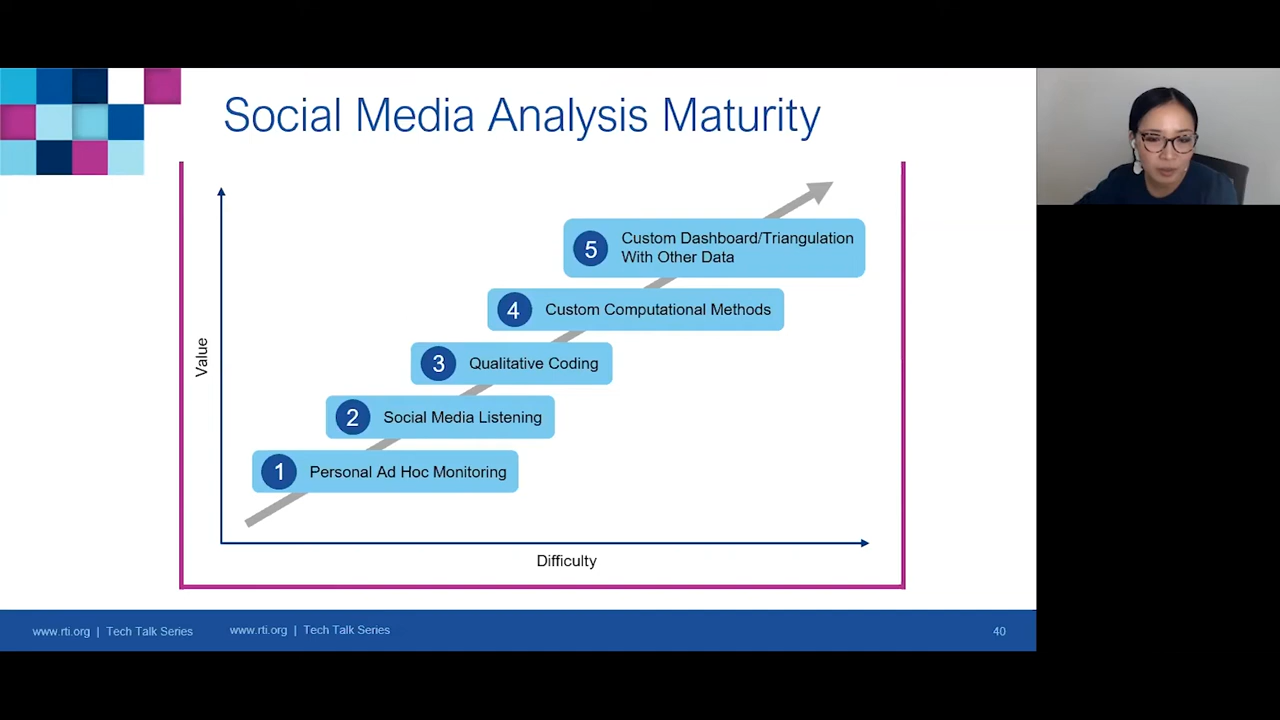 Social Media Analysis Maturity
Value
5
Custom Dashboard/Triangulation
With Other Data
4
Custom Computational Methods
3
Qualitative Coding
2
Social Media Listening
1
Personal Ad Hoc Monitoring
Difficulty
www.rti.org | Tech Talk Series
www.rti.org | Tech Talk Series
40